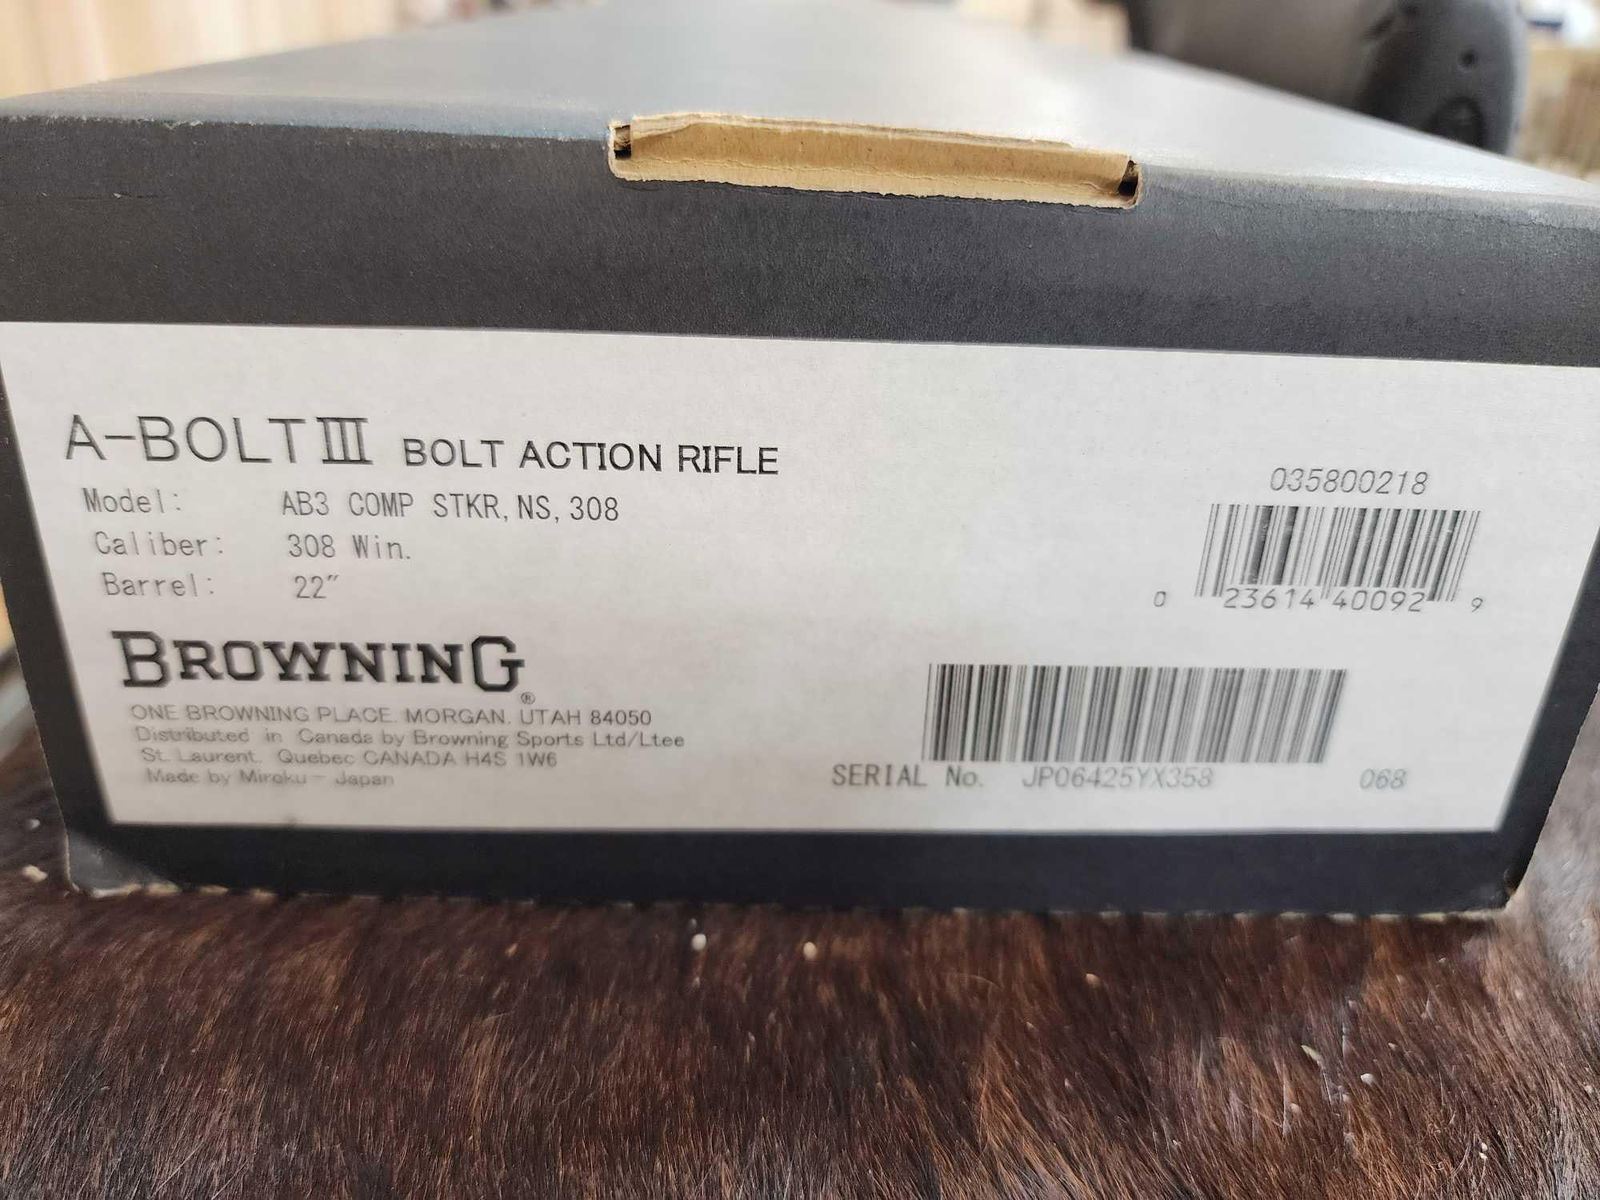 A-BOLT III BOLT ACTION RIFLE
Model: AB3 COMP STKR, NS, 308
Caliber: 308 Win.
Barrel: 22"
BROWNING®
ONE BROWNING PLACE. MORGAN. UTAH 84050
Distributed in Canada by Browning Sports Ltd/Ltee
St. Laurent. Quebec CANADA H4S 1W6
Made by Miroku - Japan
035800218
0 23614 40092 9
SERIAL No. JP06425YX358 068